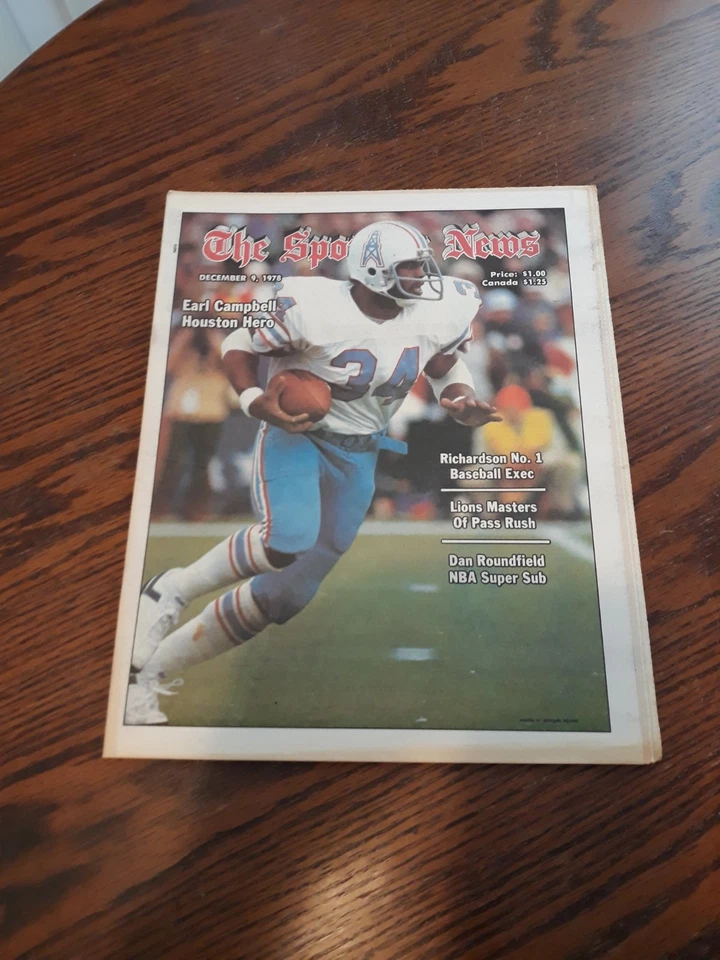 The Spo News
DECEMBER 9, 1978
Price: $1.00
Canada $1.25
Earl Campbell
Houston Hero
34
Richardson No. 1
Baseball Exec
Lions Masters
Of Pass Rush
Dan Roundfield
NBA Super Sub